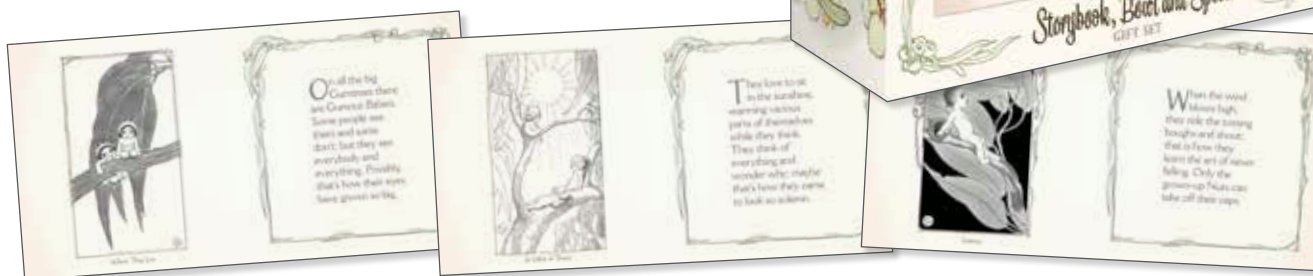 Storybook, Bowl and
GIFT SET
On all the big
Gumtrees there
are Gumnut Babies.
Some people see
them and some
don't; but they see
everybody and
everything. Possibly
that's how their eyes
have grown so big.
They love to sit
in the sunshine,
warming various
parts of themselves
while they think.
They think of
everything and
wonder why; maybe
that's how they came
to look so solemn.
When the wind
blows high,
they ride the tossing
boughs and shout;
that is how they
learn the art of never
falling. Only the
grown-up Nuts can
take off their caps.